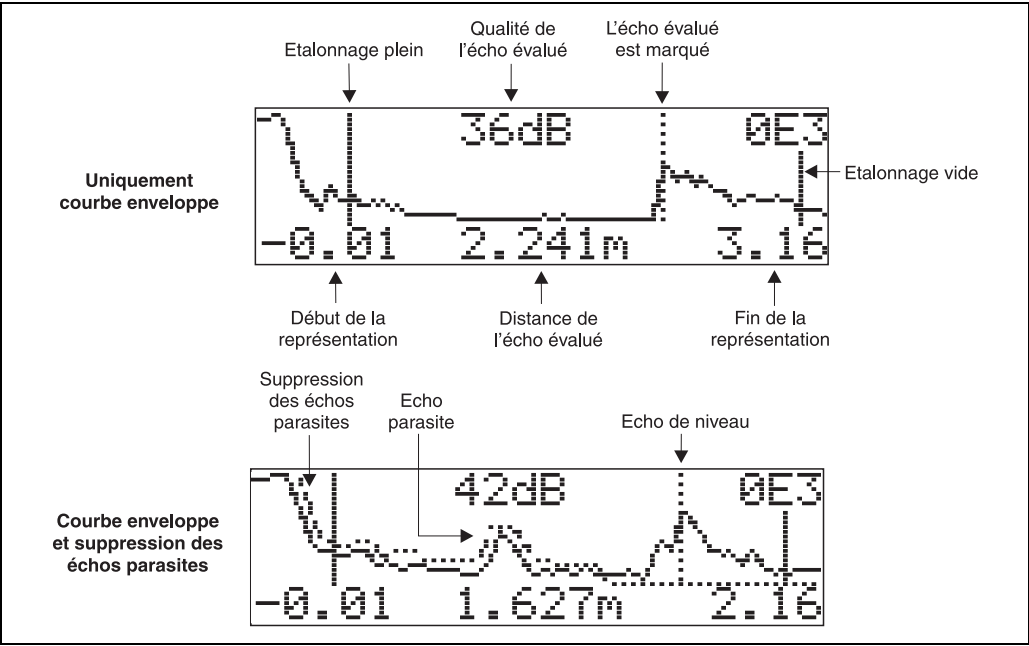 Qualité de
l'écho évalué
L'écho évalué
est marqué
Etalonnage plein
36dB
0E3
Uniquement
courbe enveloppe
Etalonnage vide
-0.01
2.241m
3.16
Début de la
représentation
Distance de
l'écho évalué
Fin de la
représentation
Suppression
des échos
parasites
Echo
parasite
Echo de niveau
42dB
0E3
Courbe enveloppe
et suppression des
échos parasites
-0.01
1.627m
2.16